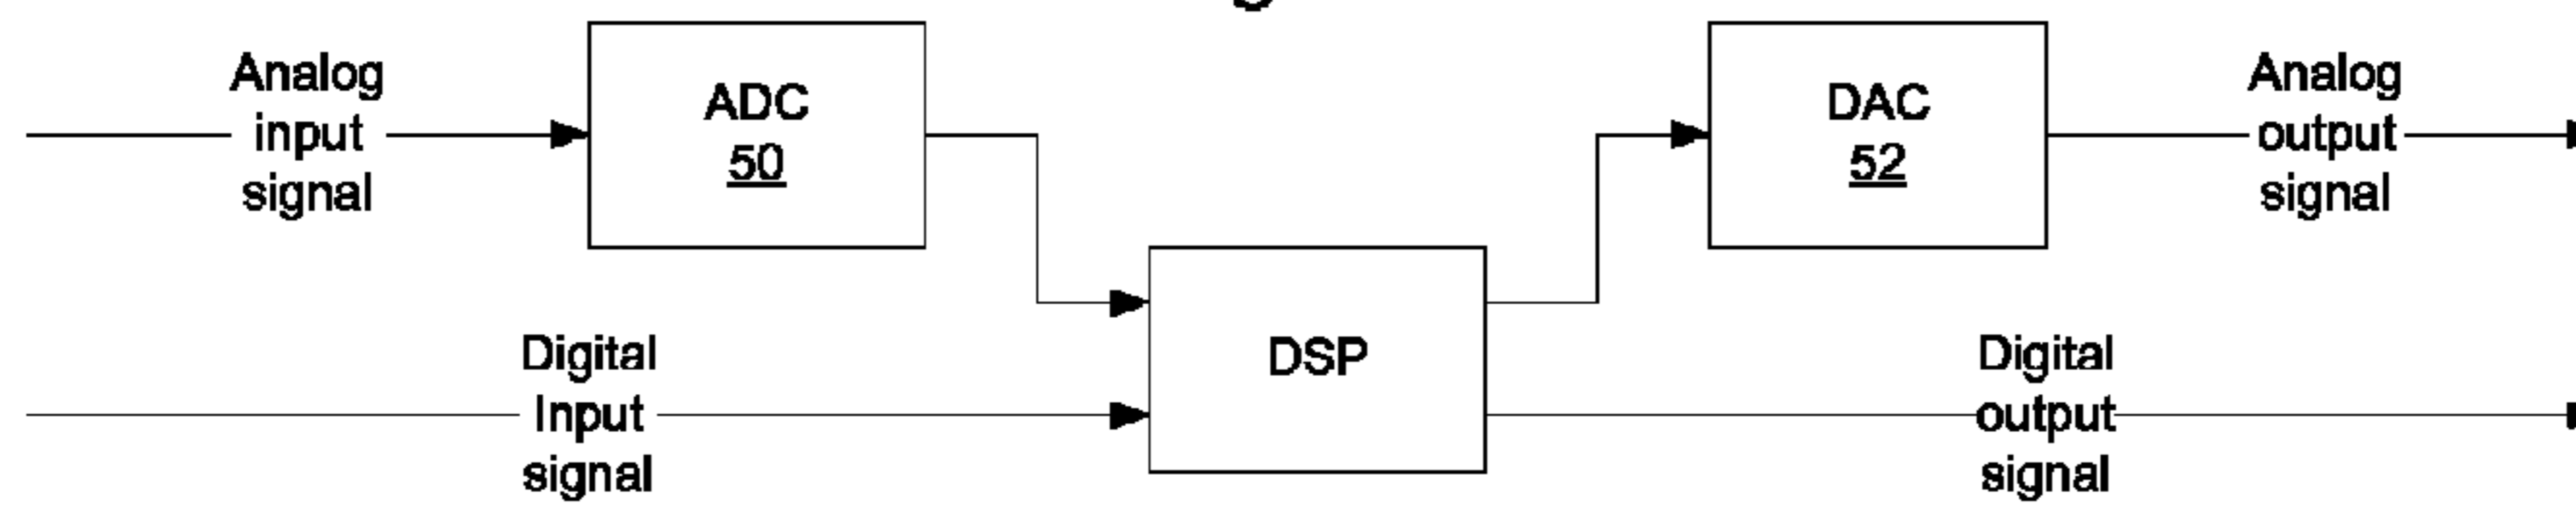 Analog
input
signal
ADC
50
DAC
52
Analog
output
signal
Digital
Input
signal
DSP
Digital
output
signal